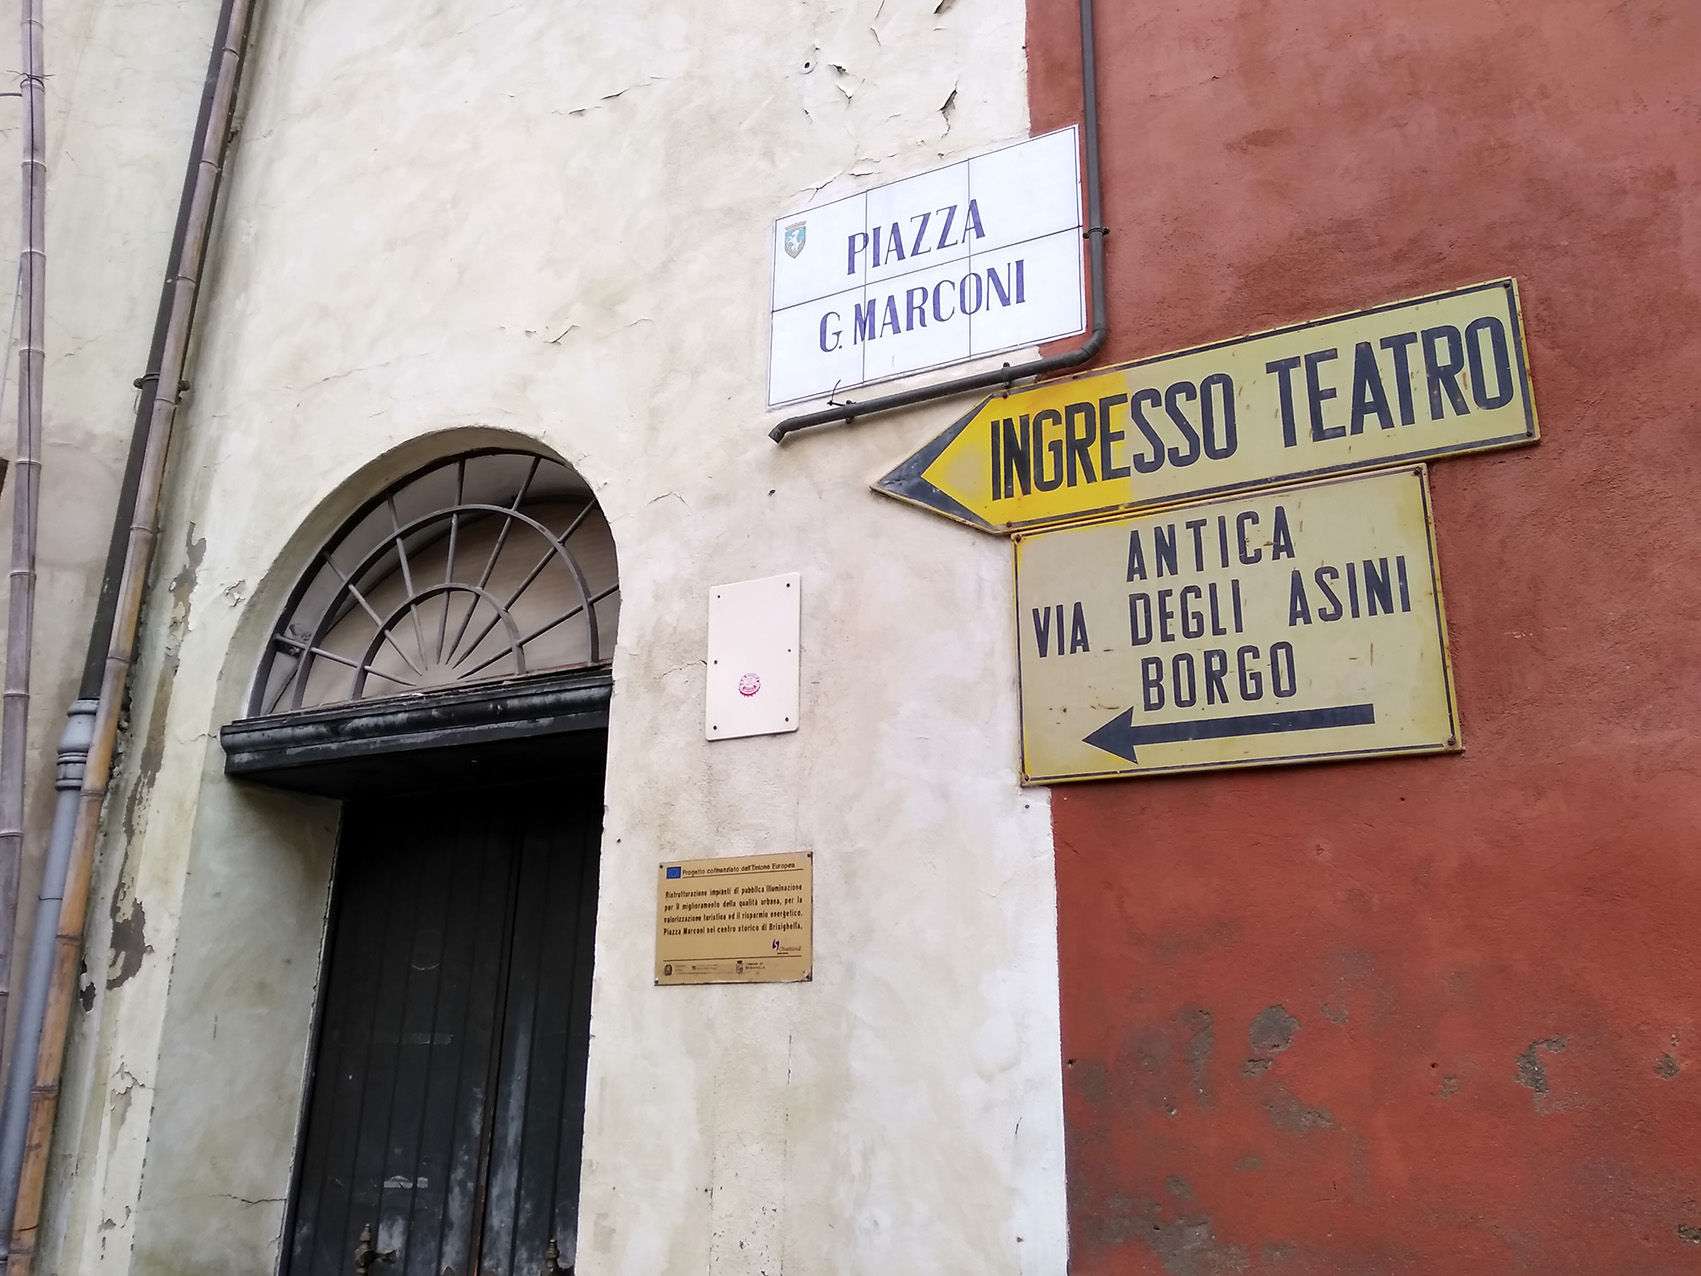 PIAZZA
G. MARCONI
INGRESSO TEATRO
ANTICA
VIA DEGLI ASINI
BORGO
Progetto cofinanziato dall'Unione Europea
Ristrutturazione impianti di pubblica illuminazione
per il miglioramento della qualità urbana, per la
valorizzazione turistica ed il risparmio energetico.
Piazza Marconi nel centro storico di Brisighella.